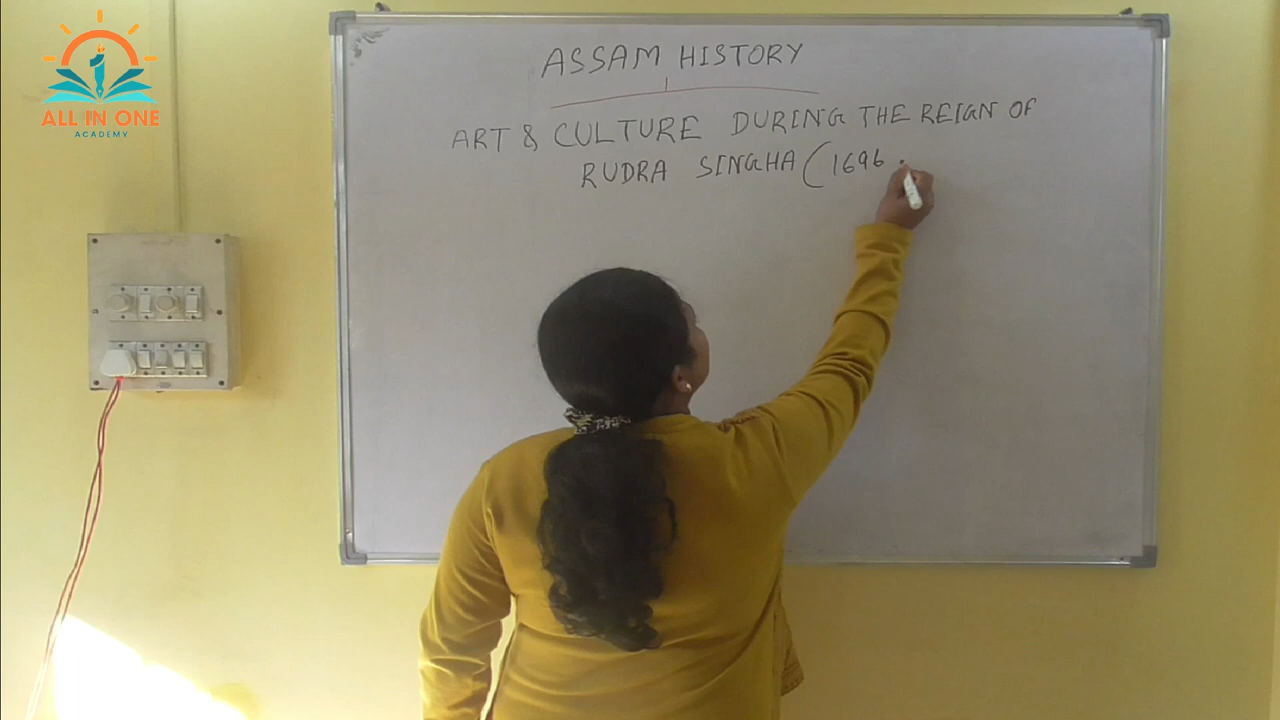 ALL IN ONE
ACADEMY
ASSAM HISTORY
ART & CULTURE DURING THE REIGN OF
RUDRA SINGHA (1696